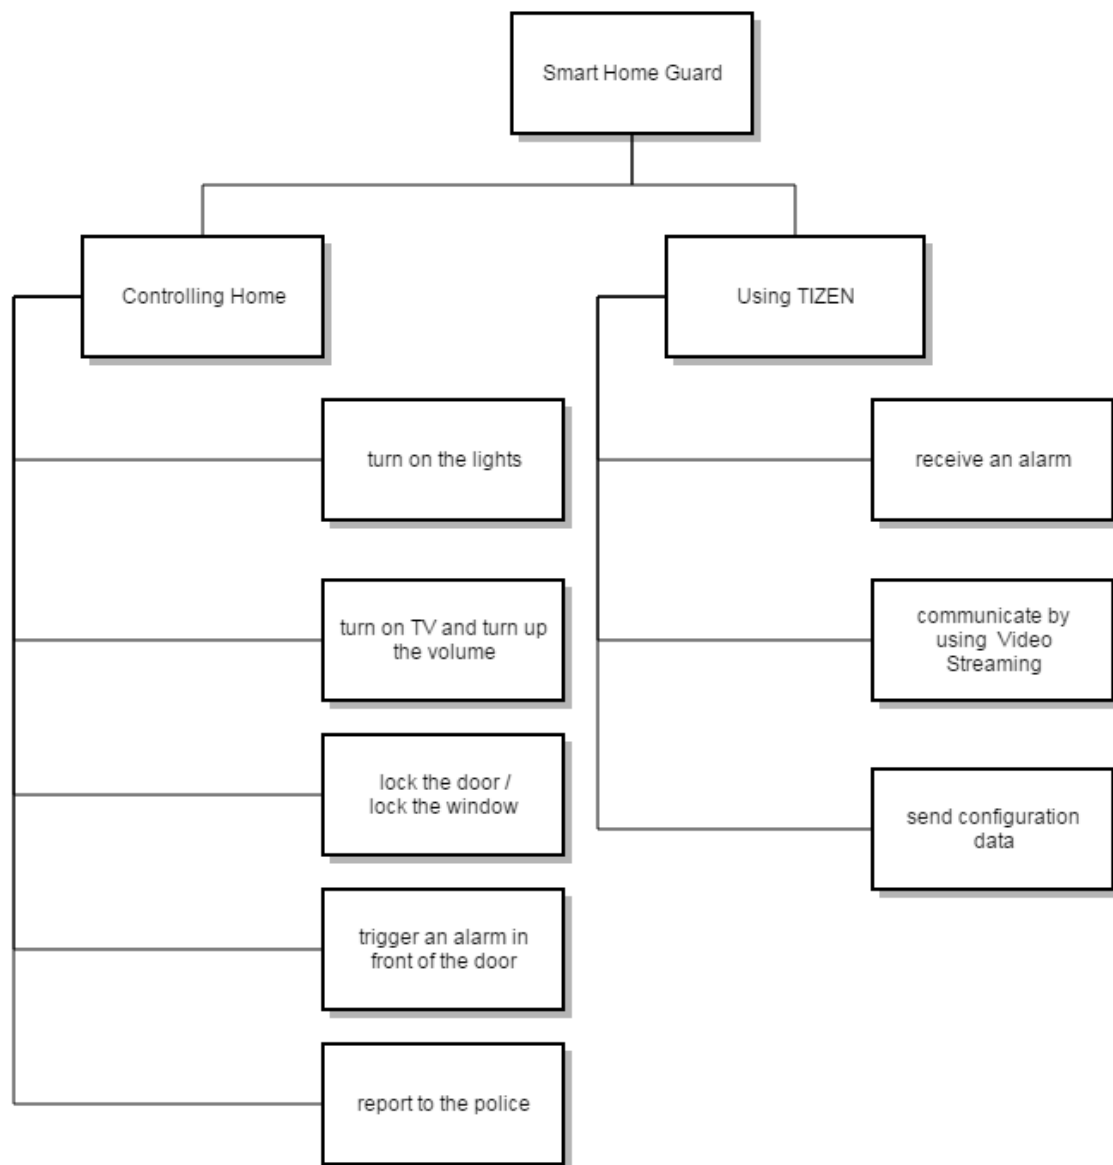 Smart Home Guard
Controlling Home
Using TIZEN
turn on the lights
receive an alarm
turn on TV and turn up
the volume
communicate by
using Video
Streaming
lock the door /
lock the window
send configuration
data
trigger an alarm in
front of the door
report to the police